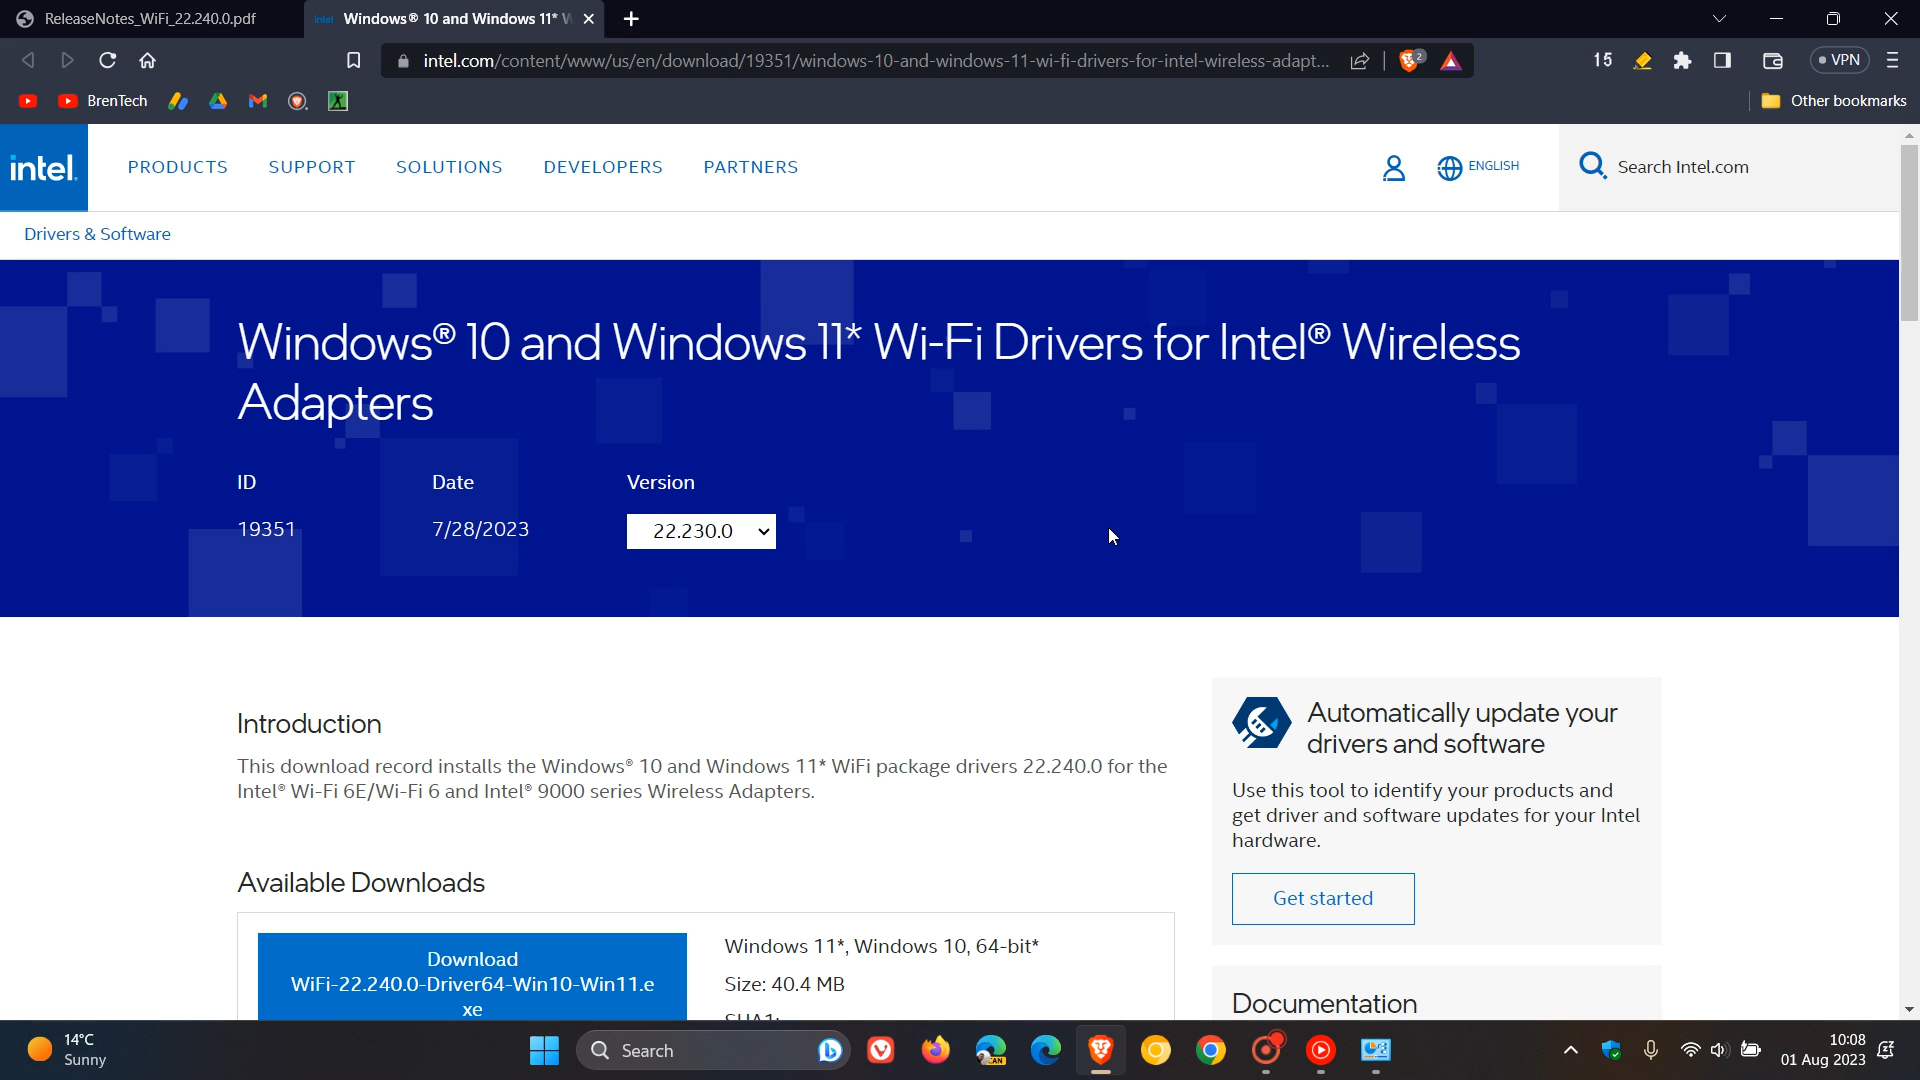 ReleaseNotes_WiFi_22.240.0.pdf
intel Windows® 10 and Windows 11*
intel.com/content/www/us/en/download/19351/windows-10-and-windows-11-wi-fi-drivers-for-intel-wireless-adapt...
2
15
VPN
BrenTech
Other bookmarks
intel.
PRODUCTS
SUPPORT
SOLUTIONS
DEVELOPERS
PARTNERS
ENGLISH
Search Intel.com
Drivers & Software
Windows® 10 and Windows 11* Wi-Fi Drivers for Intel® Wireless
Adapters
ID
Date
Version
19351
7/28/2023
22.230.0
Introduction
This download record installs the Windows® 10 and Windows 11* WiFi package drivers 22.240.0 for the
Intel® Wi-Fi 6E/Wi-Fi 6 and Intel® 9000 series Wireless Adapters.
Automatically update your
drivers and software
Use this tool to identify your products and
get driver and software updates for your Intel
hardware.
Get started
Available Downloads
Download
WiFi-22.240.0-Driver64-Win10-Win11.e
xe
Windows 11*, Windows 10, 64-bit*
Size: 40.4 MB
SHA1:
Documentation
14°C
Sunny
Search
CAN
10:08
01 Aug 2023